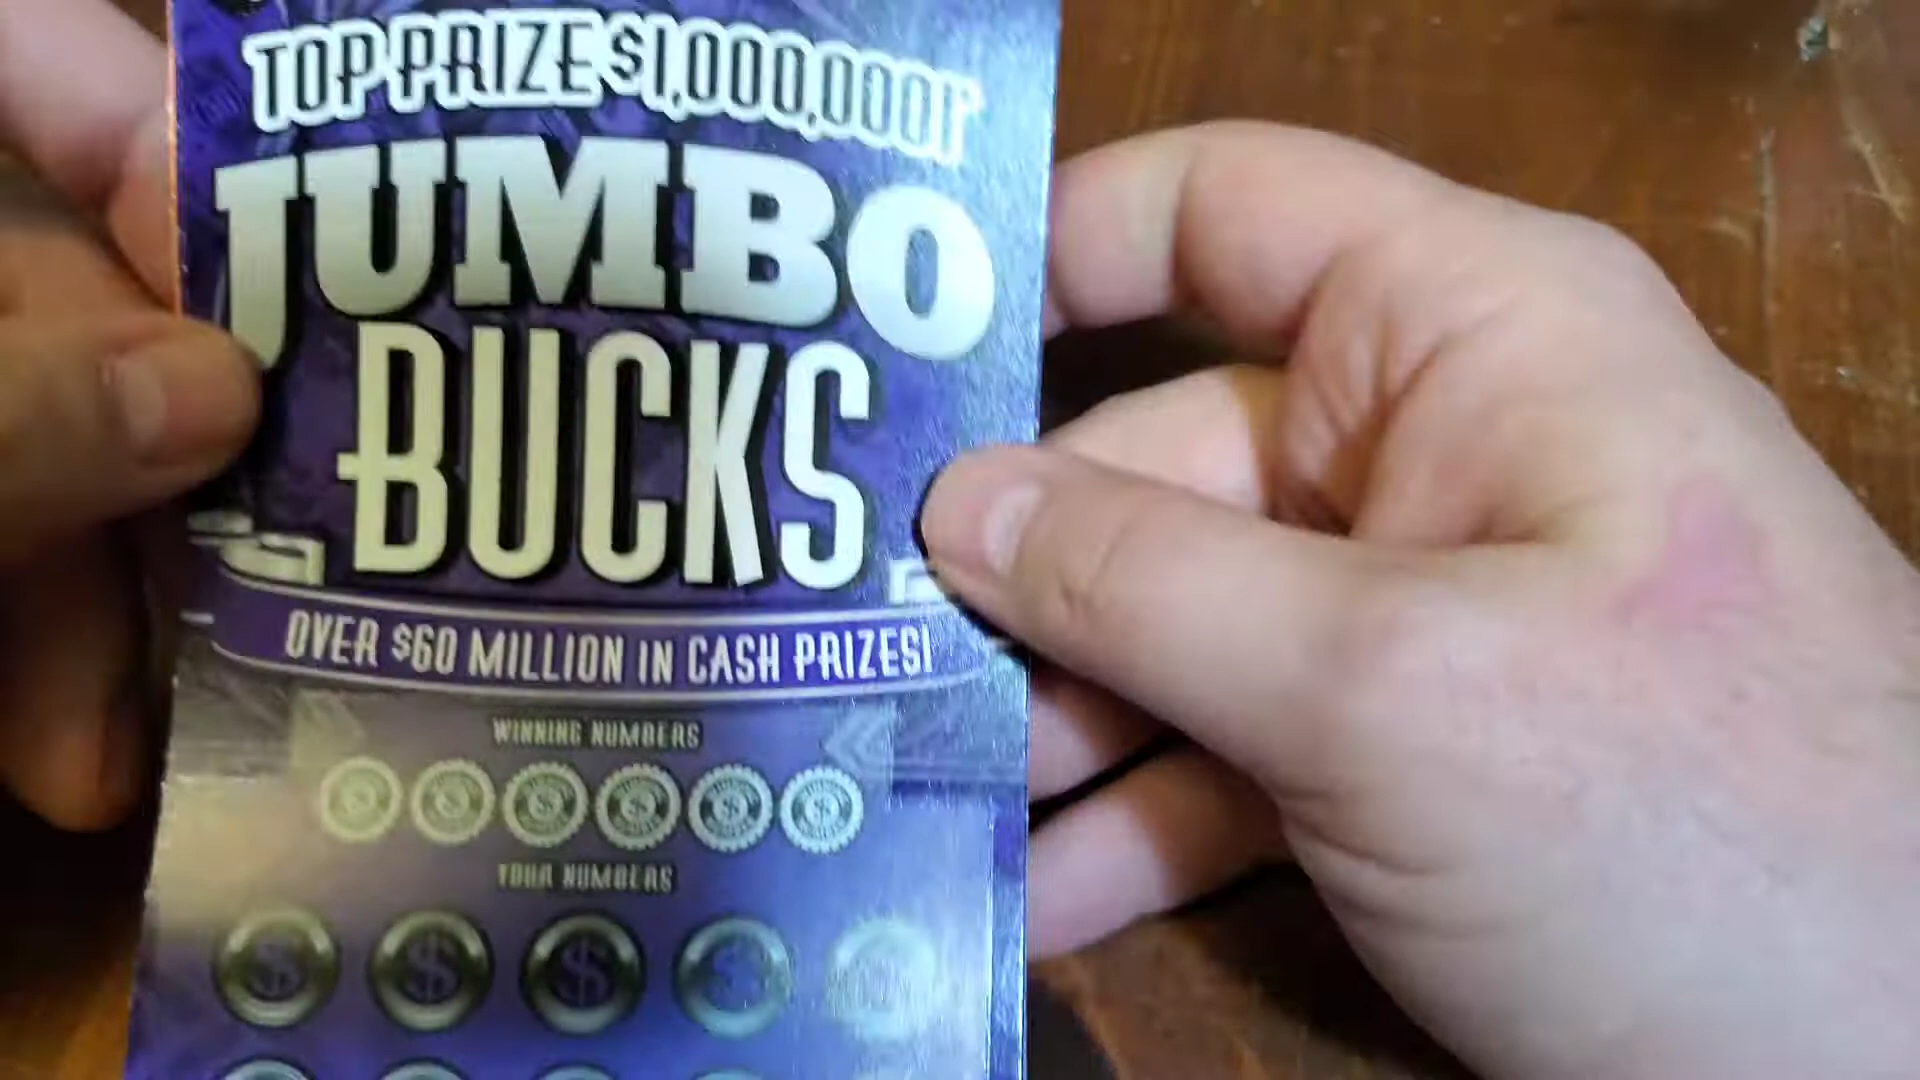 TOP PRIZE $1,000,000!*
JUMBO
BUCKS
OVER $60 MILLION IN CASH PRIZES!
WINNING NUMBERS
YOUR NUMBERS